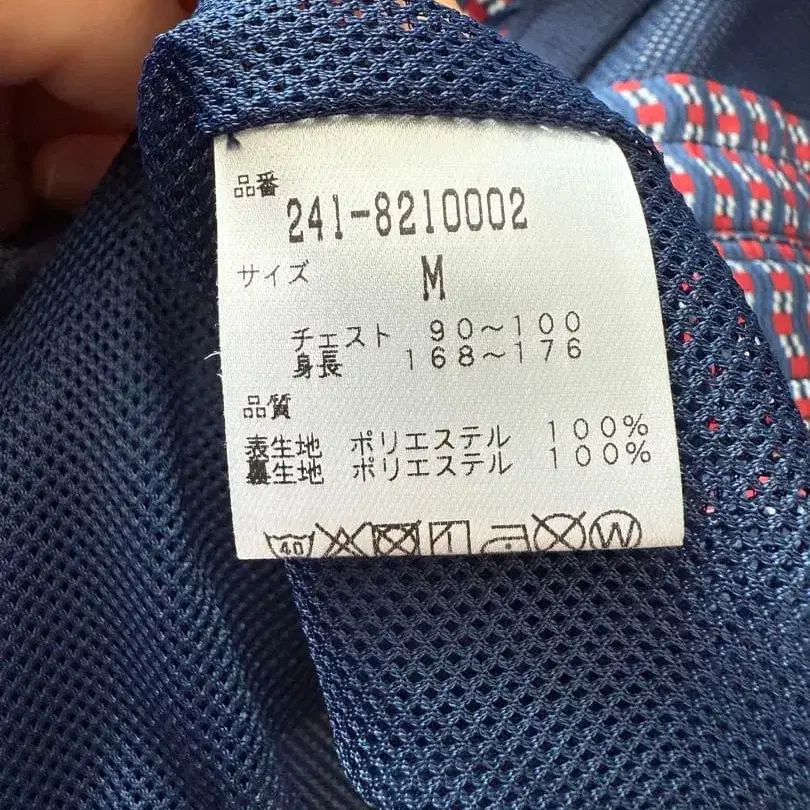 品番
241-8210002
サイズ M
チェスト 90～100
身長 168～176
品質
表生地 ポリエステル 100%
裏生地 ポリエステル 100%
40 W